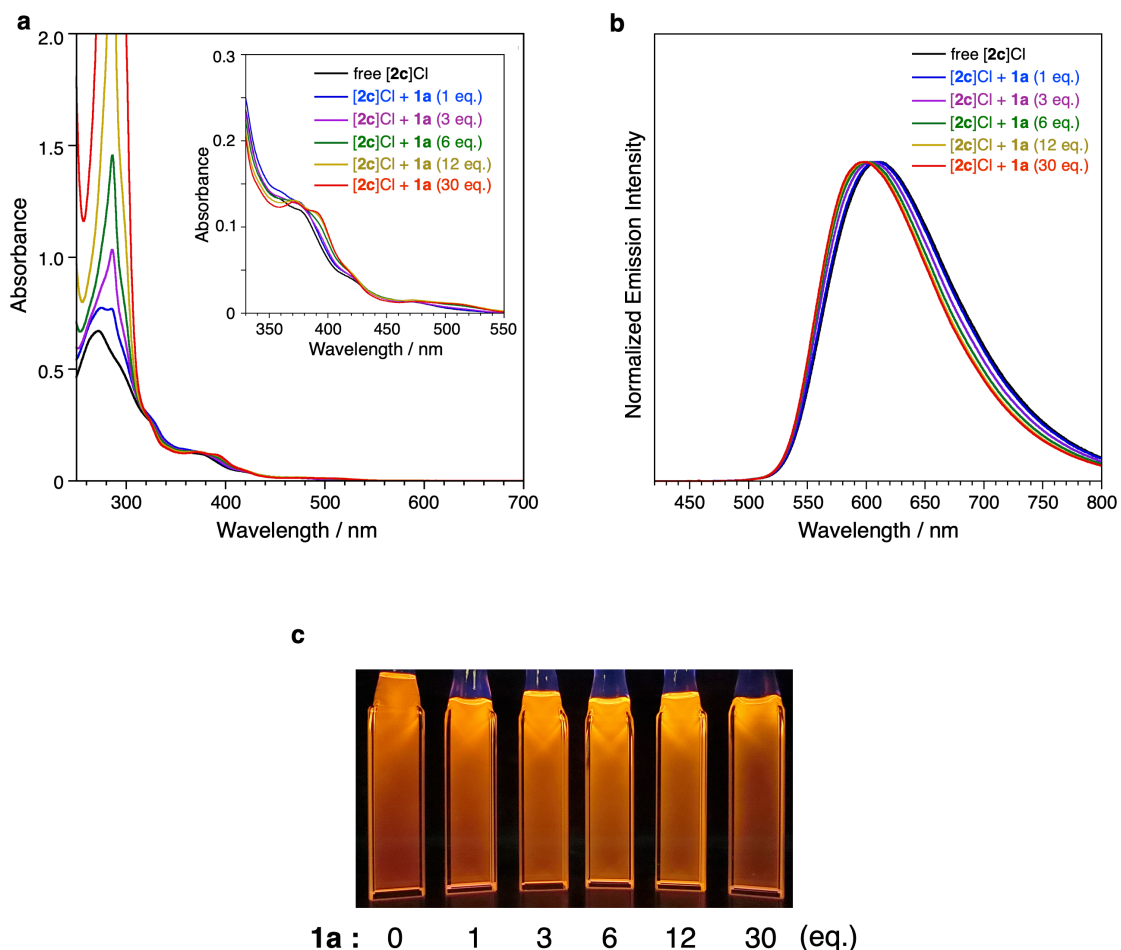 a
2.0
1.5
1.0
0.5
0
300
400
500
600
700
Absorbance
Wavelength / nm
0.3
0.2
0.1
0
350
400
450
500
550
Absorbance
Wavelength / nm
free [2c]Cl
[2c]Cl + 1a (1 eq.)
[2c]Cl + 1a (3 eq.)
[2c]Cl + 1a (6 eq.)
[2c]Cl + 1a (12 eq.)
[2c]Cl + 1a (30 eq.)
b
free [2c]Cl
[2c]Cl + 1a (1 eq.)
[2c]Cl + 1a (3 eq.)
[2c]Cl + 1a (6 eq.)
[2c]Cl + 1a (12 eq.)
[2c]Cl + 1a (30 eq.)
Normalized Emission Intensity
450
500
550
600
650
700
750
800
Wavelength / nm
c
1a : 0 1 3 6 12 30 (eq.)